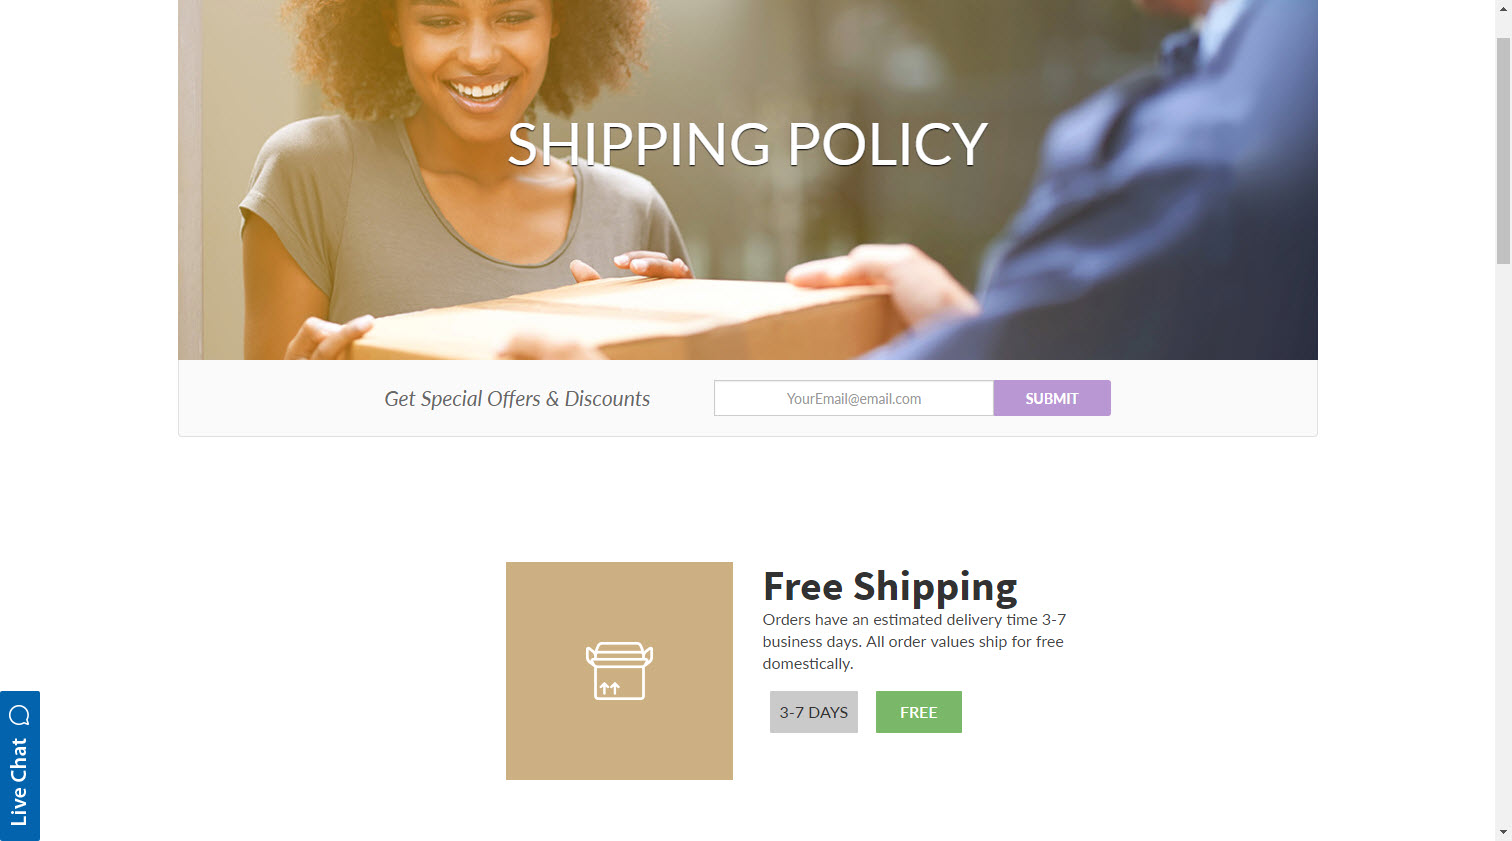 SHIPPING POLICY
Get Special Offers & Discounts
YourEmail@email.com
SUBMIT
Free Shipping
Orders have an estimated delivery time 3-7
business days. All order values ship for free
domestically.
3-7 DAYS
FREE
Live Chat